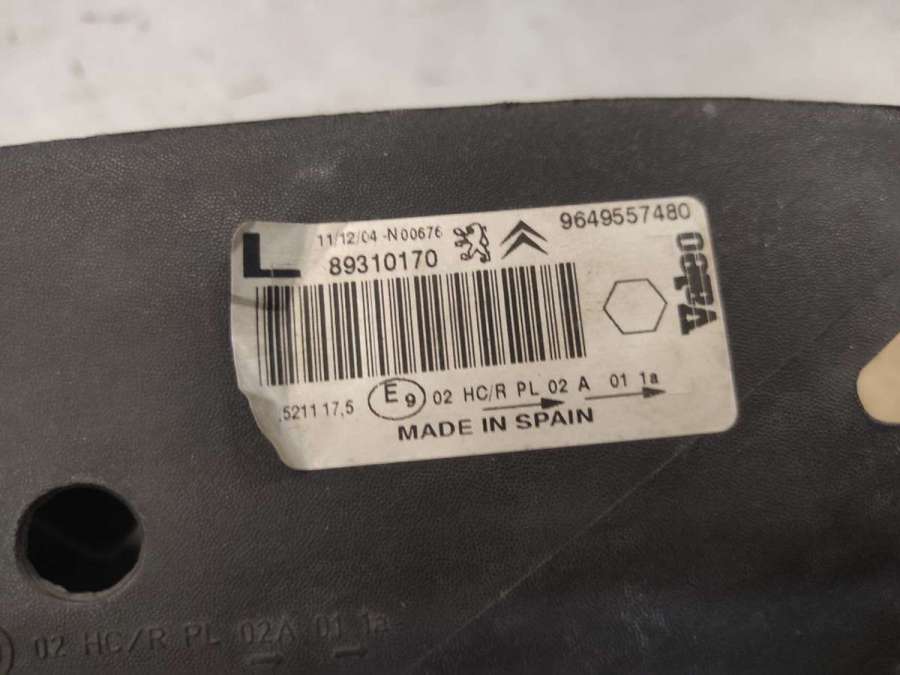 L
11/12/04 -N00676
9649557480
89310170
.5211 17,5
E9 02 HC/R PL 02 A 01 1a
MADE IN SPAIN
02 HC/R PL 02A 01 1a